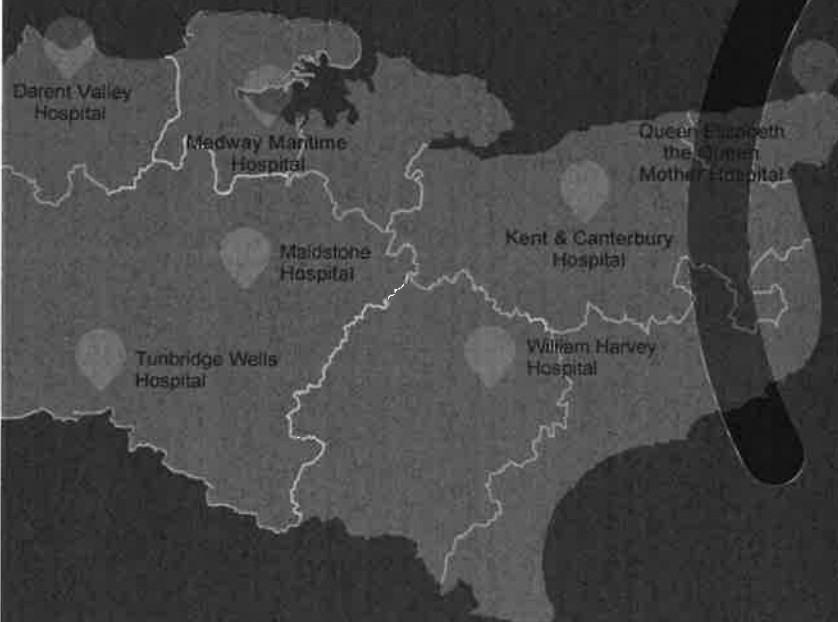 Darent Valley
Hospital
Medway Maritime
Hospital
Queen Elizabeth
the Queen
Mother Hospital
Kent & Canterbury
Hospital
Maidstone
Hospital
William Harvey
Hospital
Tunbridge Wells
Hospital